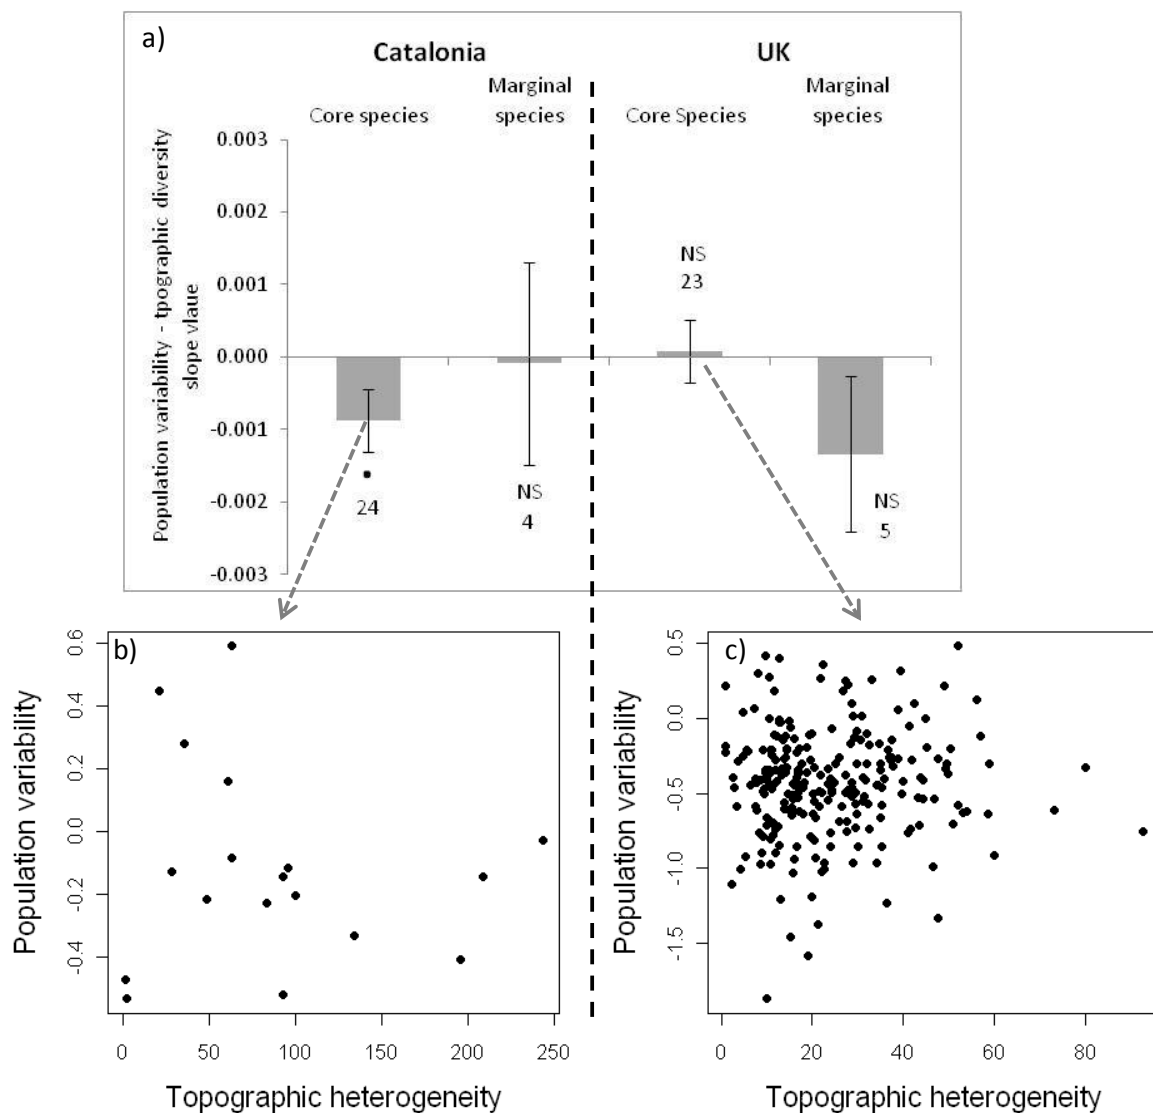 a)
Catalonia
UK
Core species
Marginal
species
Core Species
Marginal
species
Population variability - tpographic diversity
slope vlaue
0.003
0.002
0.001
0.000
-0.001
-0.002
-0.003
24
NS
4
NS
23
NS
5
b)
Population variability
0.6
0.4
0.2
0.0
-0.2
-0.4
0
50
100
150
200
250
Topographic heterogeneity
c)
Population variability
0.5
0.0
-0.5
-1.0
-1.5
0
20
40
60
80
Topographic heterogeneity